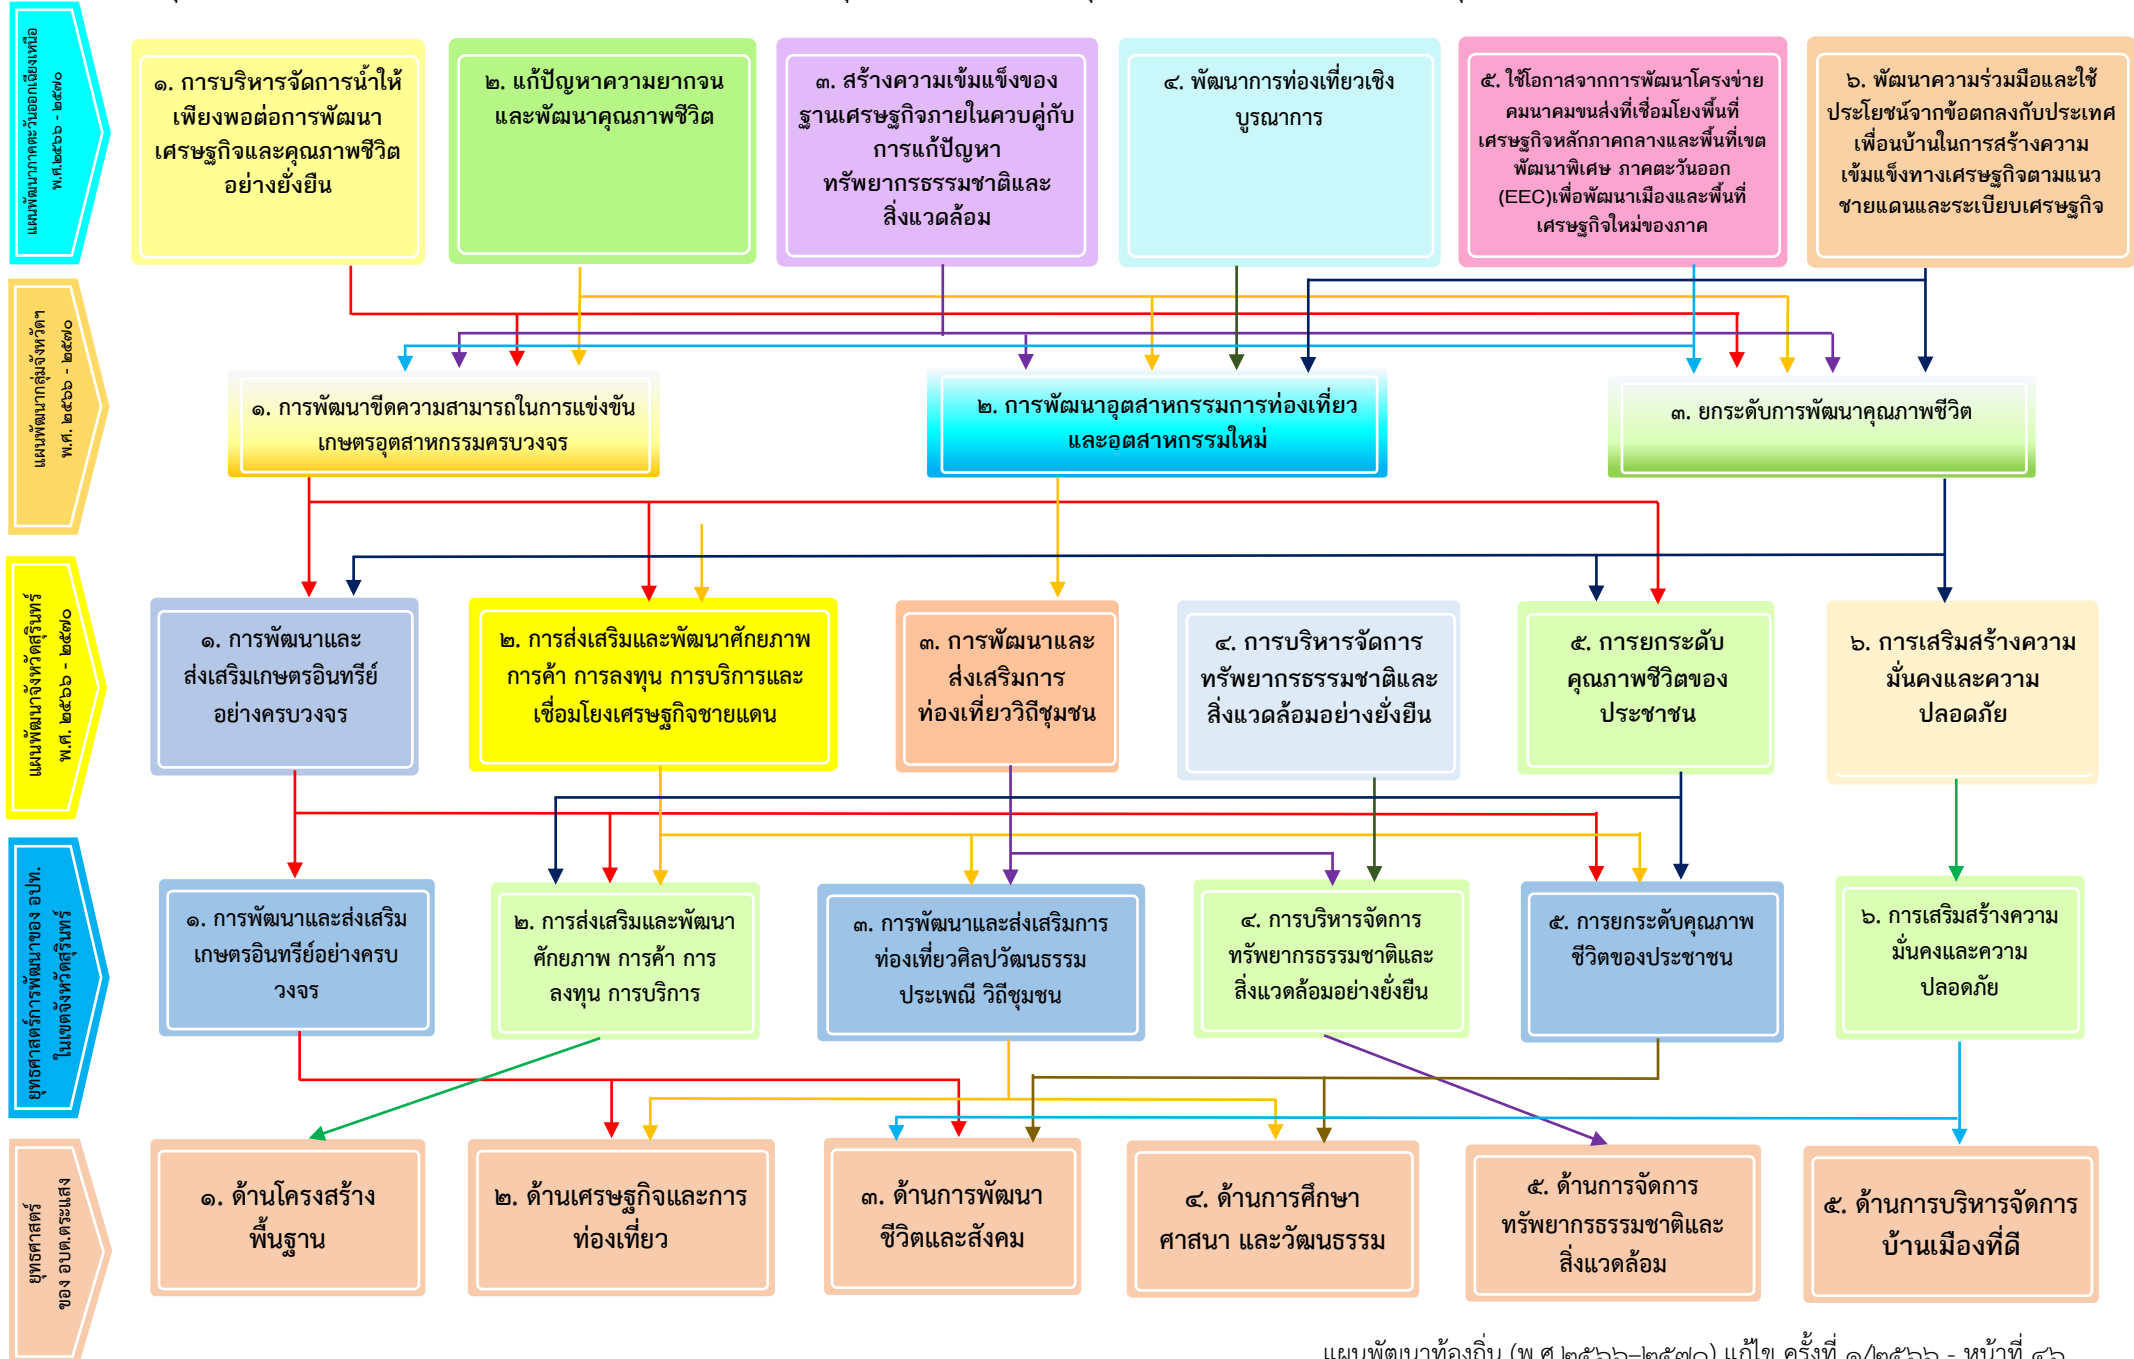 แผนพัฒนาภาคตะวันออกเฉียงเหนือ
พ.ศ.๒๕๖๖ - ๒๕๗๐
๑. การบริหารจัดการน้ำให้
เพียงพอต่อการพัฒนา
เศรษฐกิจและคุณภาพชีวิต
อย่างยั่งยืน
๒. แก้ปัญหาความยากจน
และพัฒนาคุณภาพชีวิต
๓. สร้างความเข้มแข็งของ
ฐานเศรษฐกิจภายในควบคู่กับ
การแก้ปัญหา
ทรัพยากรธรรมชาติและ
สิ่งแวดล้อม
๔. พัฒนาการท่องเที่ยวเชิง
บูรณาการ
๕. ใช้โอกาสจากการพัฒนาโครงข่าย
คมนาคมขนส่งที่เชื่อมโยงพื้นที่
เศรษฐกิจหลักภาคกลางและพื้นที่เขต
พัฒนาพิเศษ ภาคตะวันออก
(EEC)เพื่อพัฒนาเมืองและพื้นที่
เศรษฐกิจใหม่ของภาค
๖. พัฒนาความร่วมมือและใช้
ประโยชน์จากข้อตกลงกับประเทศ
เพื่อนบ้านในการสร้างความ
เข้มแข็งทางเศรษฐกิจตามแนว
ชายแดนและระเบียบเศรษฐกิจ
แผนพัฒนากลุ่มจังหวัดฯ
พ.ศ. ๒๕๖๖ - ๒๕๗๐
๑. การพัฒนาขีดความสามารถในการแข่งขัน
เกษตรอุตสาหกรรมครบวงจร
๒. การพัฒนาอุตสาหกรรมการท่องเที่ยว
และอุตสาหกรรมใหม่
๓. ยกระดับการพัฒนาคุณภาพชีวิต
แผนพัฒนาจังหวัดสุรินทร์
พ.ศ. ๒๕๖๖ - ๒๕๗๐
๑. การพัฒนาและ
ส่งเสริมเกษตรอินทรีย์
อย่างครบวงจร
๒. การส่งเสริมและพัฒนาศักยภาพ
การค้า การลงทุน การบริการและ
เชื่อมโยงเศรษฐกิจชายแดน
๓. การพัฒนาและ
ส่งเสริมการ
ท่องเที่ยววิถีชุมชน
๔. การบริหารจัดการ
ทรัพยากรธรรมชาติและ
สิ่งแวดล้อมอย่างยั่งยืน
๕. การยกระดับ
คุณภาพชีวิตของ
ประชาชน
๖. การเสริมสร้างความ
มั่นคงและความ
ปลอดภัย
ยุทธศาสตร์การพัฒนาของ อปท.
ในเขตจังหวัดสุรินทร์
๑. การพัฒนาและส่งเสริม
เกษตรอินทรีย์อย่างครบ
วงจร
๒. การส่งเสริมและพัฒนา
ศักยภาพ การค้า การ
ลงทุน การบริการ
๓. การพัฒนาและส่งเสริมการ
ท่องเที่ยวศิลปวัฒนธรรม
ประเพณี วิถีชุมชน
๔. การบริหารจัดการ
ทรัพยากรธรรมชาติและ
สิ่งแวดล้อมอย่างยั่งยืน
๕. การยกระดับคุณภาพ
ชีวิตของประชาชน
๖. การเสริมสร้างความ
มั่นคงและความ
ปลอดภัย
ยุทธศาสตร์
ของ อบต.ตระแสง
๑. ด้านโครงสร้าง
พื้นฐาน
๒. ด้านเศรษฐกิจและการ
ท่องเที่ยว
๓. ด้านการพัฒนา
ชีวิตและสังคม
๔. ด้านการศึกษา
ศาสนา และวัฒนธรรม
๕. ด้านการจัดการ
ทรัพยากรธรรมชาติและ
สิ่งแวดล้อม
๕. ด้านการบริหารจัดการ
บ้านเมืองที่ดี
แผนพัฒนาท้องถิ่น (พ.ศ.๒๕๖๖–๒๕๗๐) แก้ไข ครั้งที่ ๑/๒๕๖๖ - หน้าที่ ๔๖